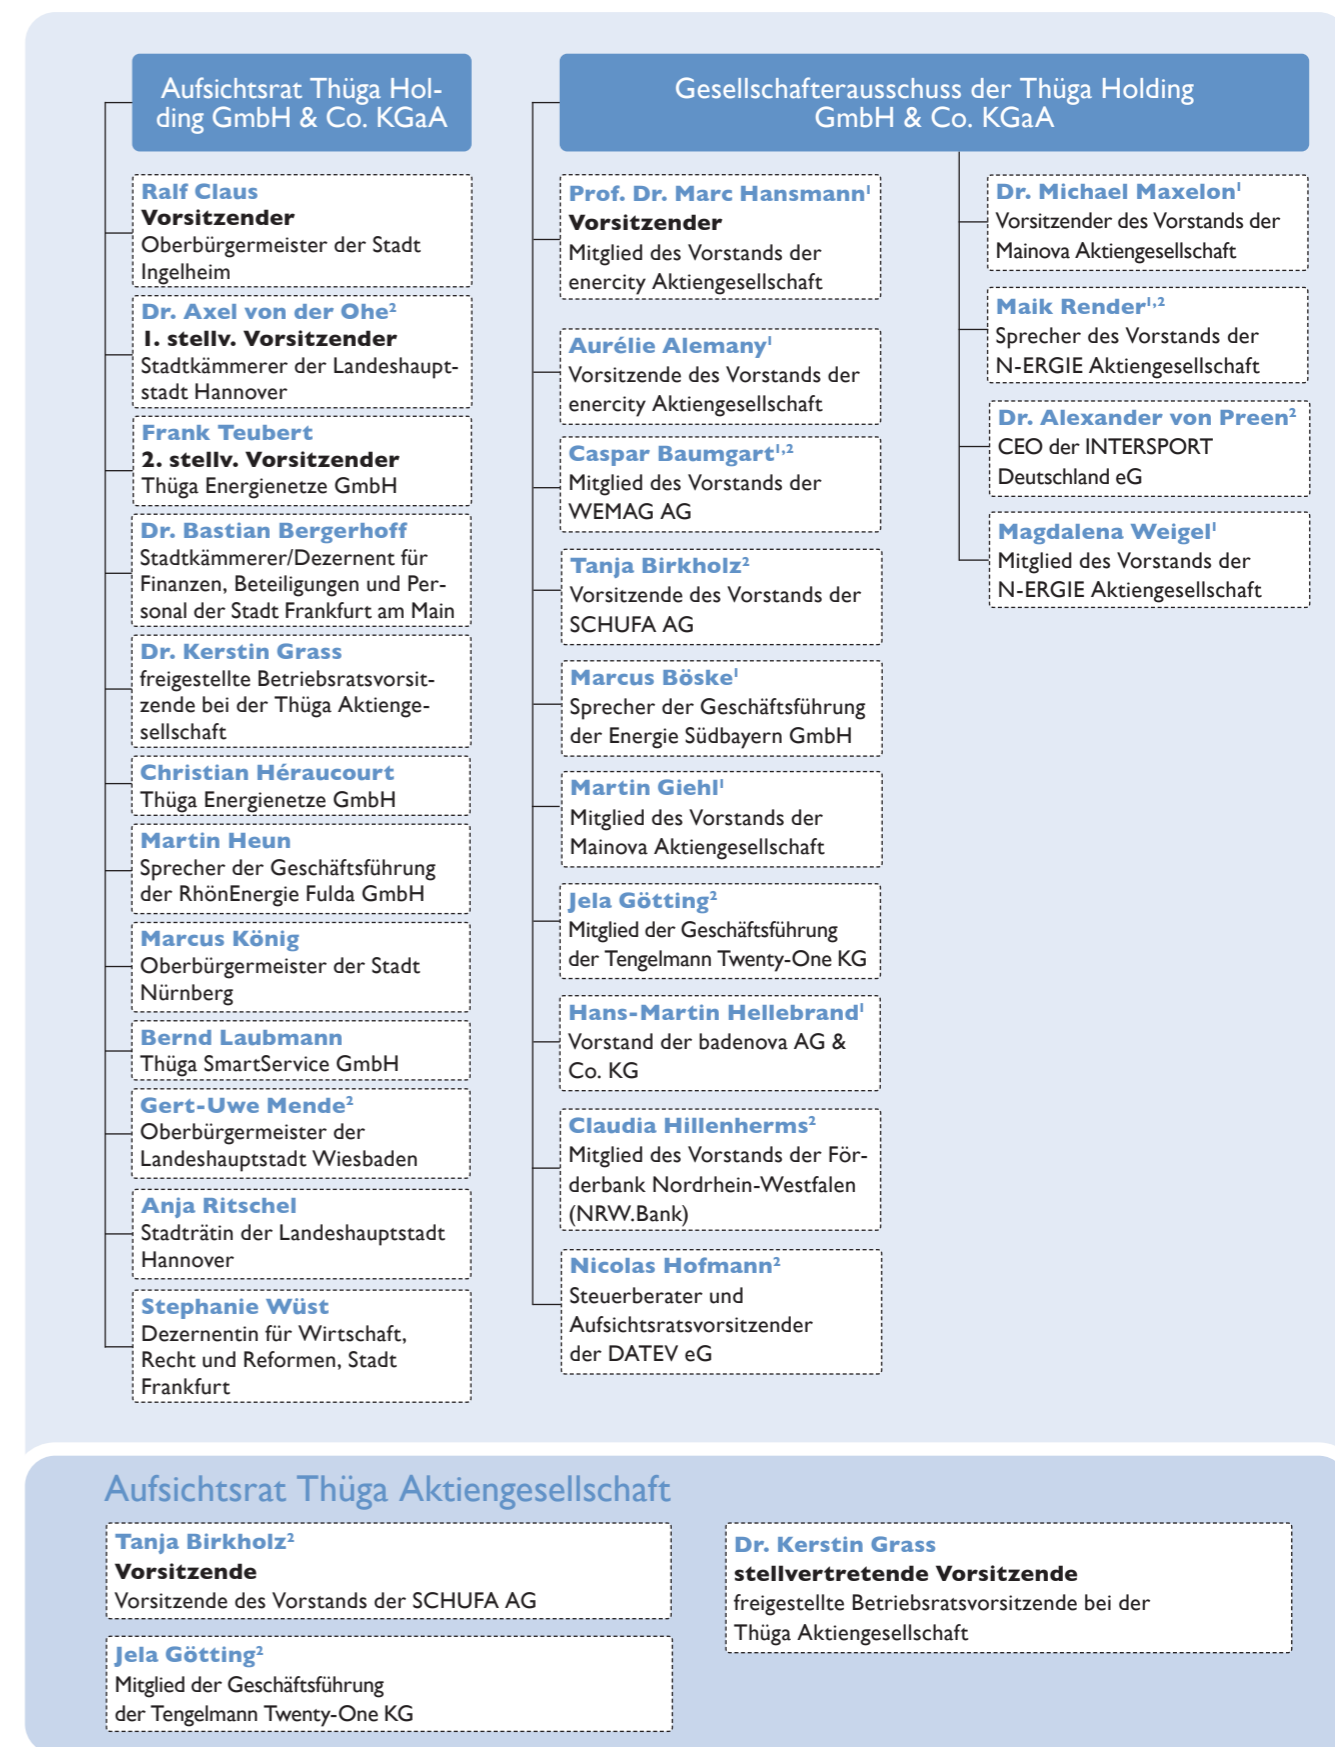 Aufsichtsrat Thüga Hol-
ding GmbH & Co. KGaA
Ralf Claus
Vorsitzender
Oberbürgermeister der Stadt
Ingelheim
Dr. Axel von der Ohe²
1. stellv. Vorsitzender
Stadtkämmerer der Landeshaupt-
stadt Hannover
Frank Teubert
2. stellv. Vorsitzender
Thüga Energienetze GmbH
Dr. Bastian Bergerhoff
Stadtkämmerer/Dezernent für
Finanzen, Beteiligungen und Per-
sonal der Stadt Frankfurt am Main
Dr. Kerstin Grass
freigestellte Betriebsratsvorsit-
zende bei der Thüga Aktienge-
sellschaft
Christian Héraucourt
Thüga Energienetze GmbH
Martin Heun
Sprecher der Geschäftsführung
der RhönEnergie Fulda GmbH
Marcus König
Oberbürgermeister der Stadt
Nürnberg
Bernd Laubmann
Thüga SmartService GmbH
Gert-Uwe Mende²
Oberbürgermeister der
Landeshauptstadt Wiesbaden
Anja Ritschel
Stadträtin der Landeshauptstadt
Hannover
Stephanie Wüst
Dezernentin für Wirtschaft,
Recht und Reformen, Stadt
Frankfurt
Gesellschafterausschuss der Thüga Holding
GmbH & Co. KGaA
Prof. Dr. Marc Hansmann¹
Vorsitzender
Mitglied des Vorstands der
enercity Aktiengesellschaft
Aurélie Alemany¹
Vorsitzende des Vorstands der
enercity Aktiengesellschaft
Caspar Baumgart¹,²
Mitglied des Vorstands der
WEMAG AG
Tanja Birkholz²
Vorsitzende des Vorstands der
SCHUFA AG
Marcus Böske¹
Sprecher der Geschäftsführung
der Energie Südbayern GmbH
Martin Giehl¹
Mitglied des Vorstands der
Mainova Aktiengesellschaft
Jela Götting²
Mitglied der Geschäftsführung
der Tengelmann Twenty-One KG
Hans-Martin Hellebrand¹
Vorstand der badenova AG &
Co. KG
Claudia Hillenherms²
Mitglied des Vorstands der För-
derbank Nordrhein-Westfalen
(NRW.Bank)
Nicolas Hofmann²
Steuerberater und
Aufsichtsratsvorsitzender
der DATEV eG
Dr. Michael Maxelon¹
Vorsitzender des Vorstands der
Mainova Aktiengesellschaft
Maik Render¹,²
Sprecher des Vorstands der
N-ERGIE Aktiengesellschaft
Dr. Alexander von Preen²
CEO der INTERSPORT
Deutschland eG
Magdalena Weigel¹
Mitglied des Vorstands der
N-ERGIE Aktiengesellschaft
Aufsichtsrat Thüga Aktiengesellschaft
Tanja Birkholz²
Vorsitzende
Vorsitzende des Vorstands der SCHUFA AG
Jela Götting²
Mitglied der Geschäftsführung
der Tengelmann Twenty-One KG
Dr. Kerstin Grass
stellvertretende Vorsitzende
freigestellte Betriebsratsvorsitzende bei der
Thüga Aktiengesellschaft